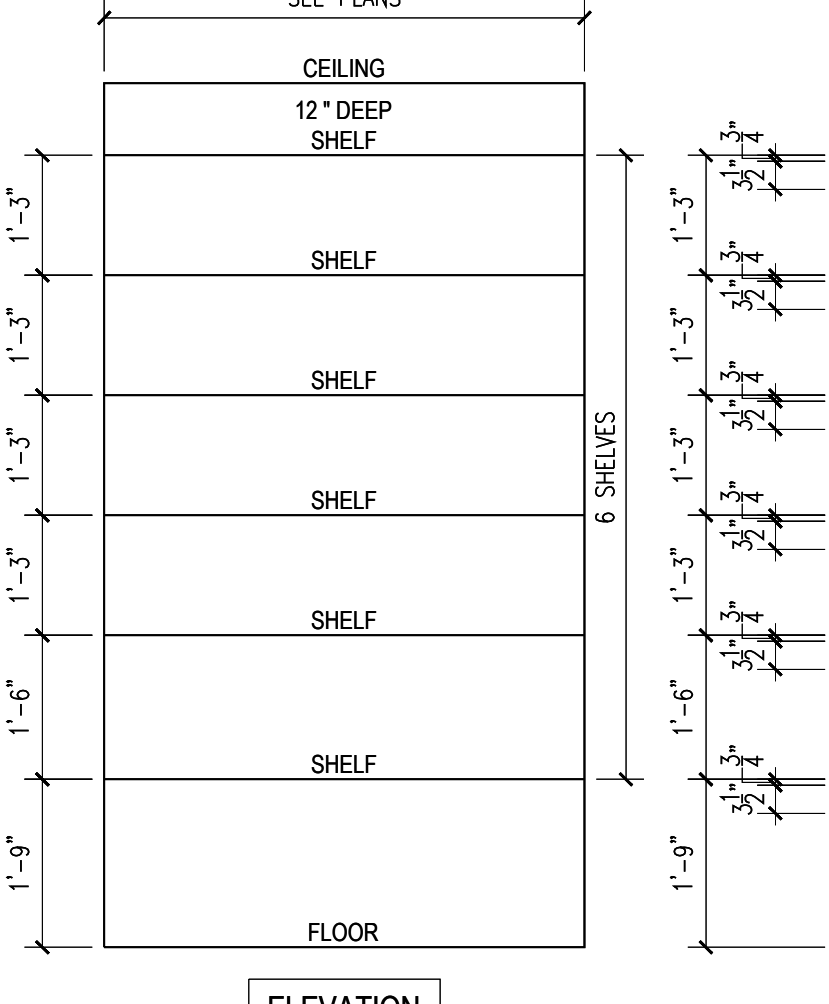 SEE PLANS
CEILING
12 " DEEP
SHELF
SHELF
SHELF
SHELF
SHELF
SHELF
FLOOR
1'-3"
1'-3"
1'-3"
1'-3"
1'-6"
1'-9"
6 SHELVES
1'-3"
1'-3"
1'-3"
1'-3"
1'-6"
1'-9"
3/4"
3 1/2"
3/4"
3 1/2"
3/4"
3 1/2"
3/4"
3 1/2"
3/4"
3 1/2"
3/4"
3 1/2"
ELEVATION